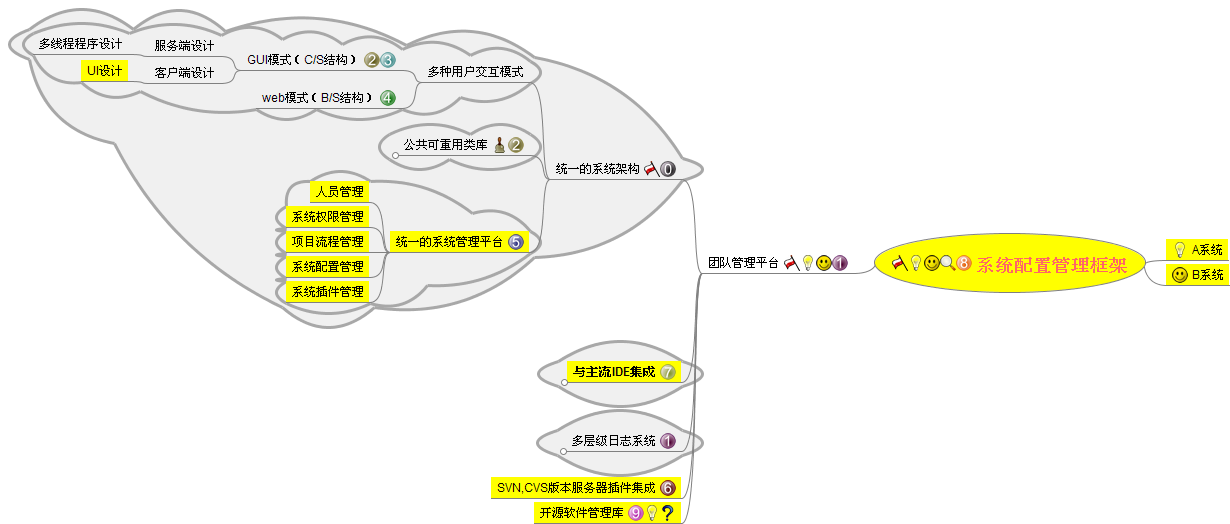 多线程程序设计
服务端设计
UI设计
客户端设计
GUI模式（C/S结构） 2 3
web模式（B/S结构） 4
多种用户交互模式
公共可重用类库 2
统一的系统架构 0
人员管理
系统权限管理
项目流程管理
系统配置管理
系统插件管理
统一的系统管理平台 5
团队管理平台 1
8 系统配置管理框架
A系统
B系统
与主流IDE集成 7
多层级日志系统 1
SVN,CVS版本服务器插件集成 6
开源软件管理库 9 ?